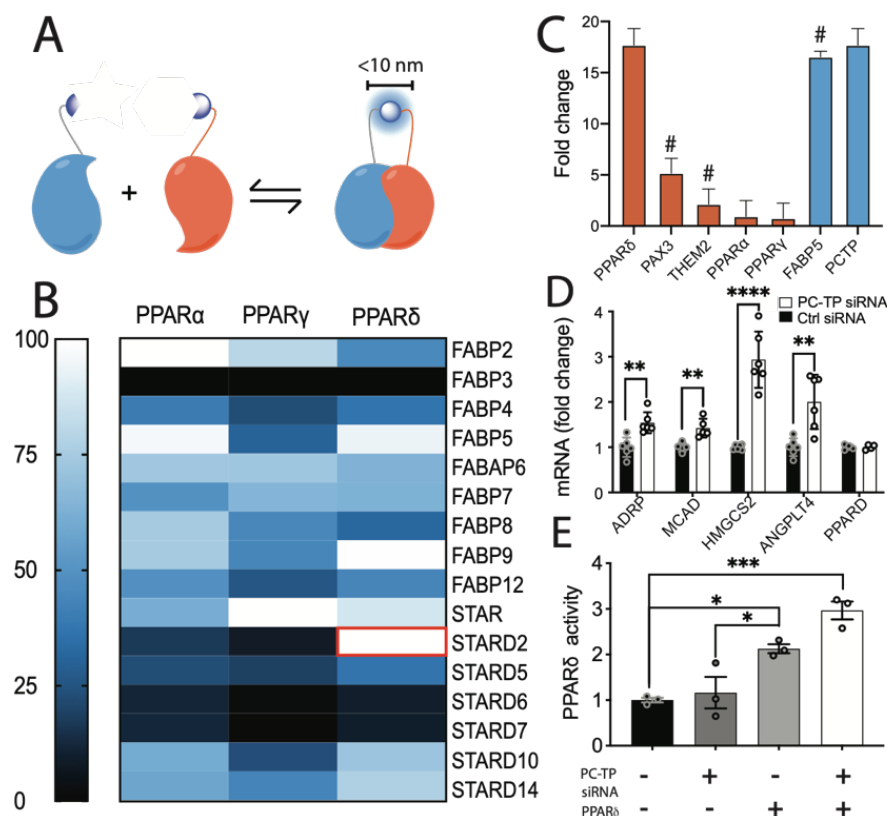 A
<10 nm
+
B
PPARα PPARγ PPARδ
100
75
50
25
0
FABP2
FABP3
FABP4
FABP5
FABAP6
FABP7
FABP8
FABP9
FABP12
STAR
STARD2
STARD5
STARD6
STARD7
STARD10
STARD14
C
Fold change
20
15
10
5
0
# # #
PPARδ PAX3 THEM2 PPARα PPARγ FABP5 PCTP
D
PC-TP siRNA
Ctrl siRNA
mRNA (fold change)
4
3
2
1
0
** ** **** **
ADRP MCAD HMGCS2 ANGPLT4 PPARD
E
PPARδ activity
4
3
2
1
0
***
*
*
PC-TP siRNA - + - +
PPARδ - - + +